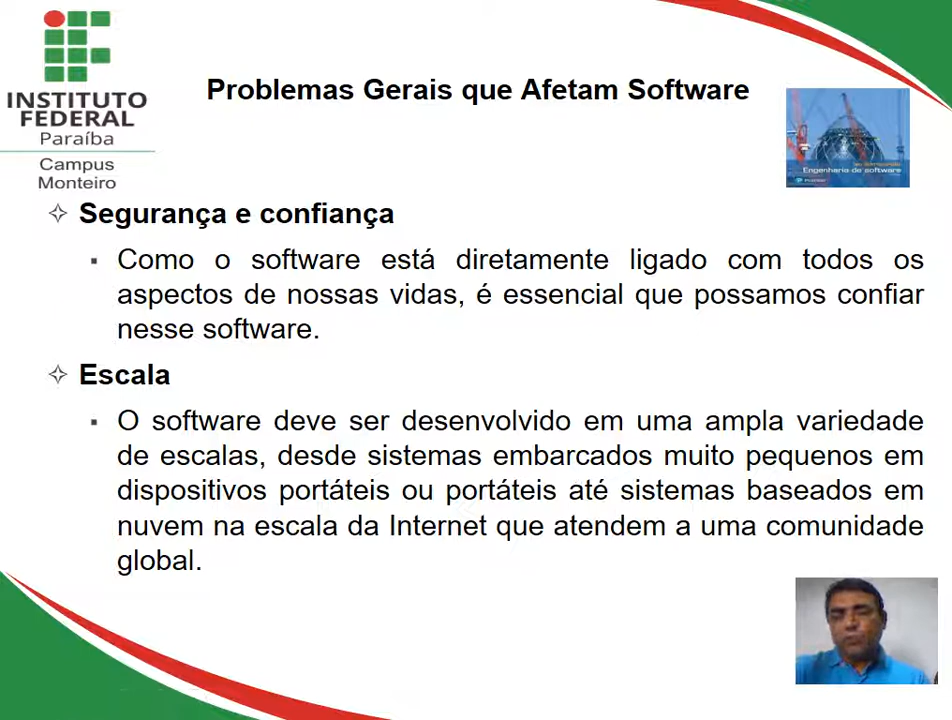 INSTITUTO
FEDERAL
Paraíba
Campus
Monteiro
Problemas Gerais que Afetam Software
Engenharia de software
Segurança e confiança
Como o software está diretamente ligado com todos os
aspectos de nossas vidas, é essencial que possamos confiar
nesse software.
Escala
O software deve ser desenvolvido em uma ampla variedade
de escalas, desde sistemas embarcados muito pequenos em
dispositivos portáteis ou portáteis até sistemas baseados em
nuvem na escala da Internet que atendem a uma comunidade
global.